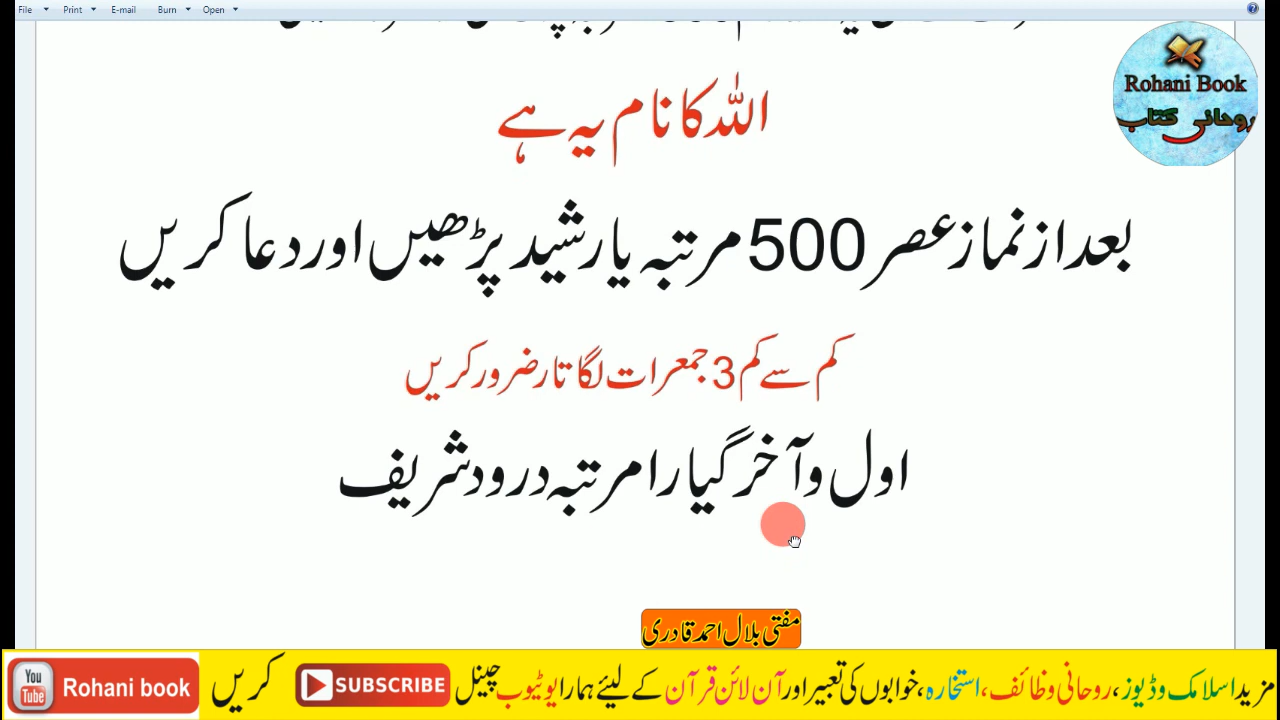 File Print E-mail Burn Open
Rohani Book
روحانی کتاب
اللہ کا نام یہ ہے
بعد از نماز عصر 500 مرتبہ یا رشید پڑھیں اور دعا کریں
کم سے کم 3 جمعرات لگاتار ضرور کریں
اول و آخر گیارا مرتبہ درود شریف
مفتی بلال احمد قادری
مزید اسلامک وڈیوز، روحانی وظائف، استخارہ، خوابوں کی تعبیر اور آن لائن قرآن کے لیئے ہمارا یوٹیوب چینل SUBSCRIBE کریں
You Tube Rohani book